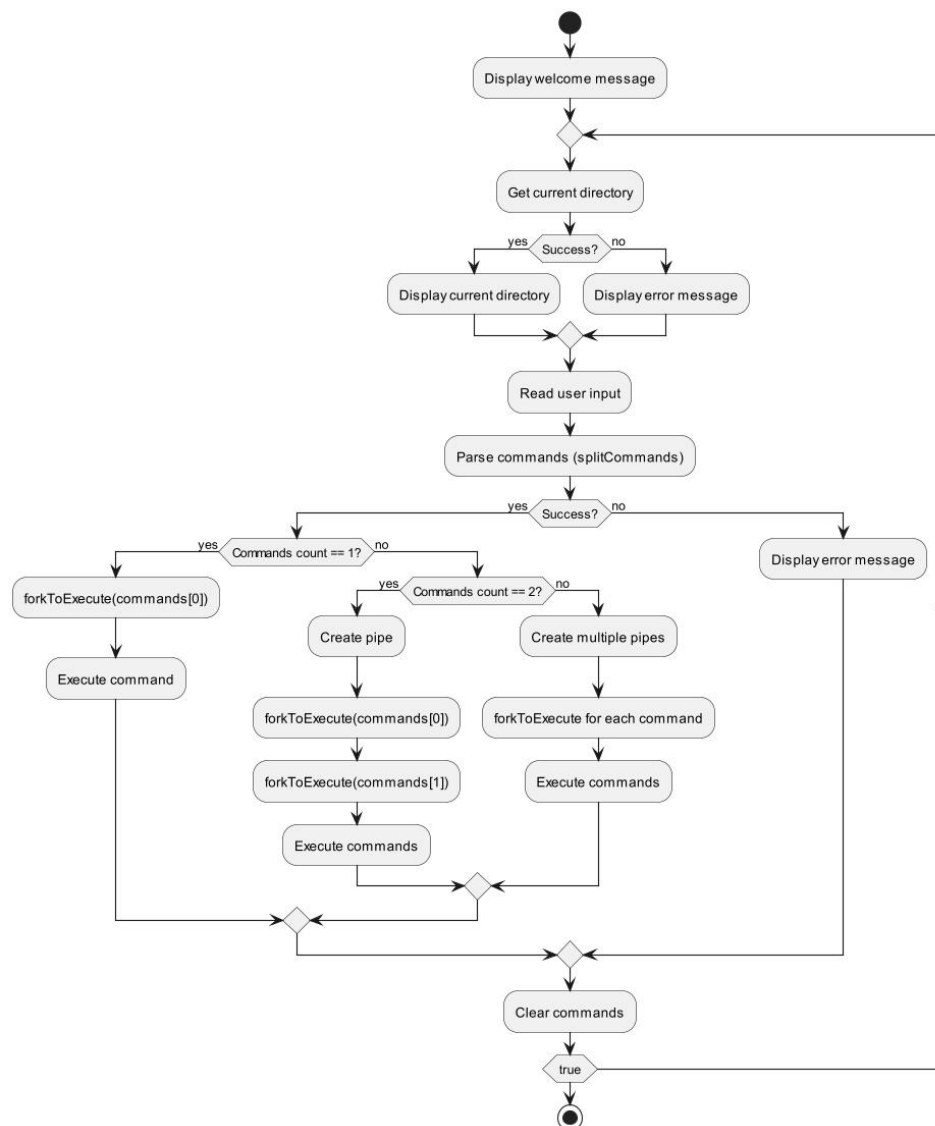 Display welcome message
Get current directory
yes
Success?
no
Display current directory
Display error message
Read user input
Parse commands (splitCommands)
yes
Success?
no
yes
Commands count == 1?
no
Display error message
forkToExecute(commands[0])
yes
Commands count == 2?
no
Create pipe
Create multiple pipes
Execute command
forkToExecute(commands[0])
forkToExecute for each command
forkToExecute(commands[1])
Execute commands
Execute commands
Clear commands
true